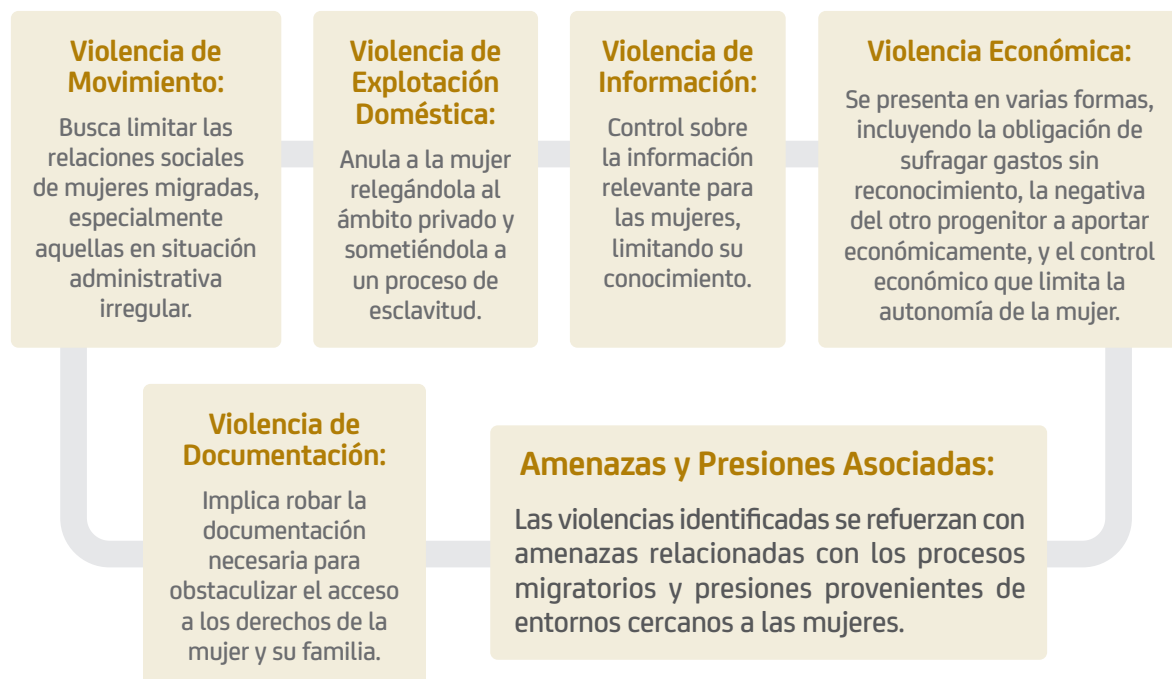 Violencia de
Movimiento:
Busca limitar las
relaciones sociales
de mujeres migradas,
especialmente
aquellas en situación
administrativa
irregular.
Violencia de
Explotación
Doméstica:
Anula a la mujer
relegándola al
ámbito privado y
sometiéndola a
un proceso de
esclavitud.
Violencia de
Información:
Control sobre
la información
relevante para
las mujeres,
limitando su
conocimiento.
Violencia Económica:
Se presenta en varias formas,
incluyendo la obligación de
sufragar gastos sin
reconocimiento, la negativa
del otro progenitor a aportar
económicamente, y el control
económico que limita la
autonomía de la mujer.
Violencia de
Documentación:
Implica robar la
documentación
necesaria para
obstaculizar el acceso
a los derechos de la
mujer y su familia.
Amenazas y Presiones Asociadas:
Las violencias identificadas se refuerzan con
amenazas relacionadas con los procesos
migratorios y presiones provenientes de
entornos cercanos a las mujeres.